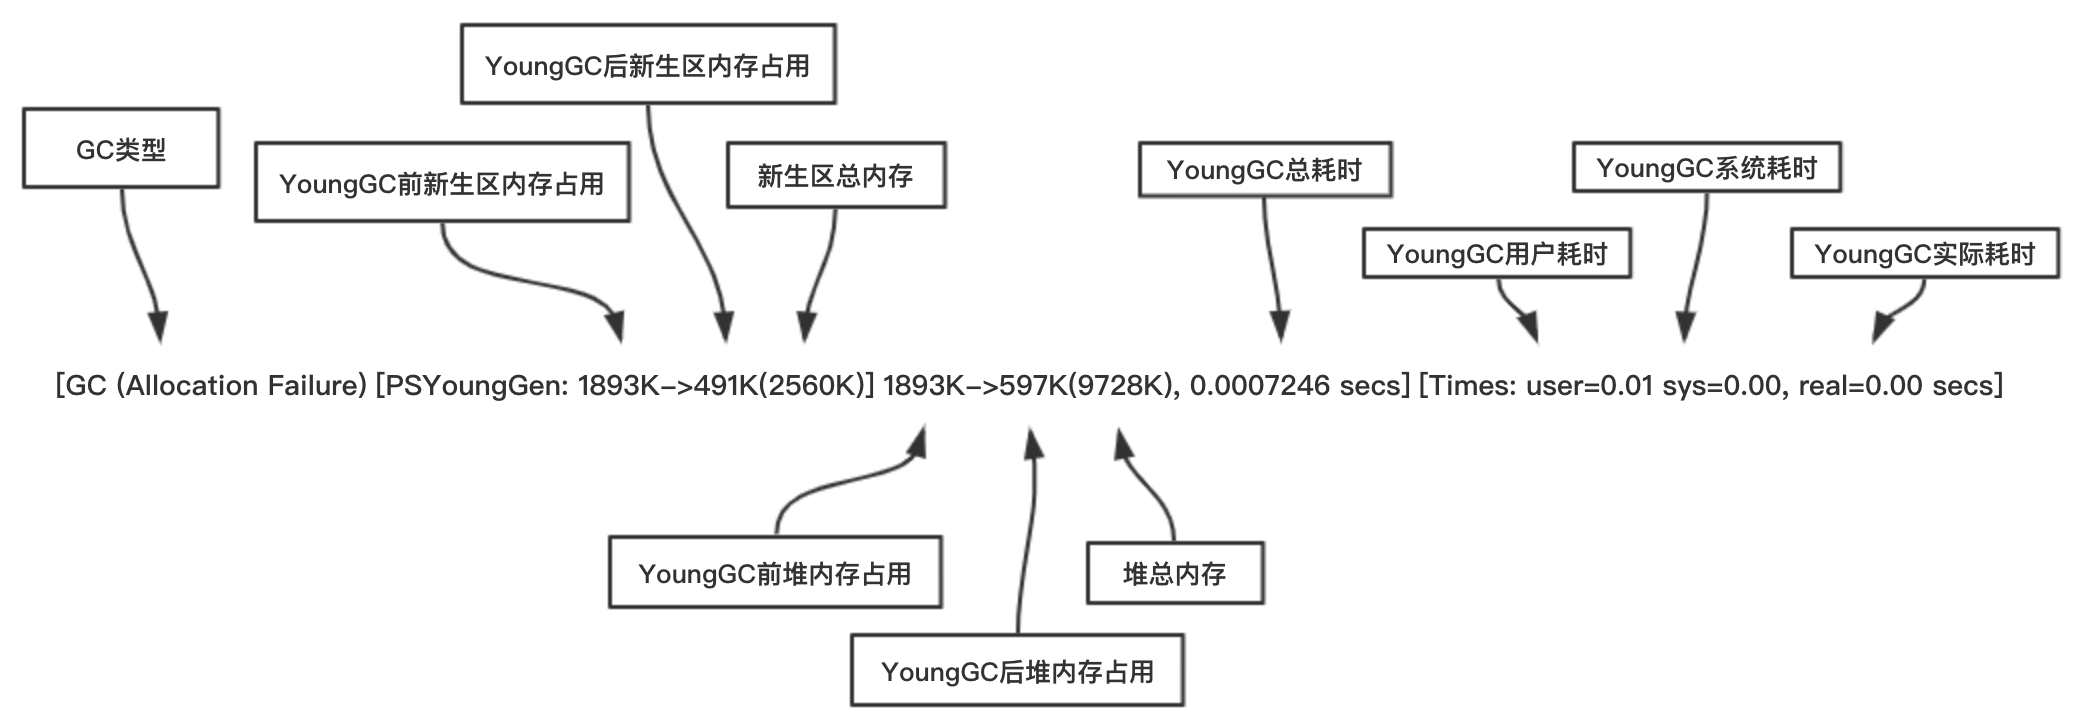 YoungGC后新生区内存占用
GC类型
YoungGC前新生区内存占用
新生区总内存
YoungGC总耗时
YoungGC系统耗时
YoungGC用户耗时
YoungGC实际耗时
[GC (Allocation Failure) [PSYoungGen: 1893K->491K(2560K)] 1893K->597K(9728K), 0.0007246 secs] [Times: user=0.01 sys=0.00, real=0.00 secs]
YoungGC前堆内存占用
堆总内存
YoungGC后堆内存占用